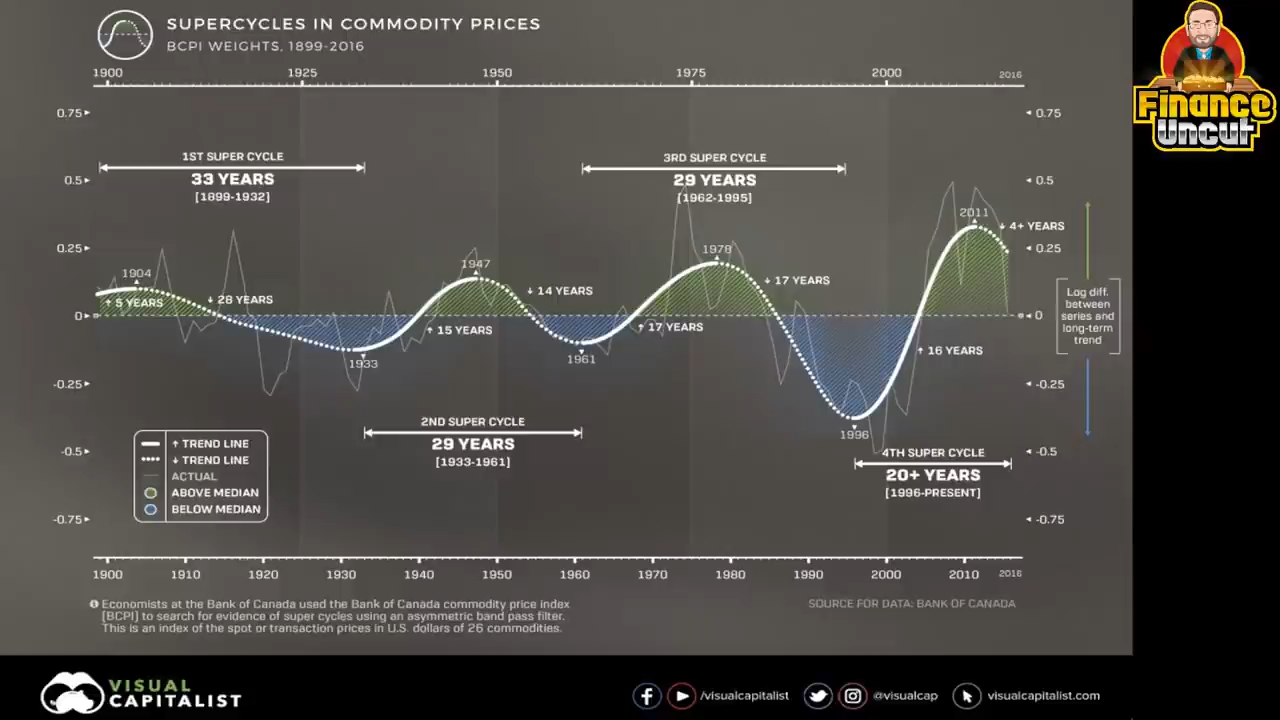 SUPERCYCLES IN COMMODITY PRICES
BCPI WEIGHTS, 1899-2016
Finance
Uncut
1900 1925 1950 1975 2000 2016
0.75 0.75
1ST SUPER CYCLE
33 YEARS
[1899-1932]
3RD SUPER CYCLE
29 YEARS
[1962-1995]
0.5 0.5
0.25 0.25
1904
↑ 5 YEARS
↓ 28 YEARS
1947
↓ 14 YEARS
1978
↓ 17 YEARS
2011
↓ 4+ YEARS
0 0
↑ 15 YEARS
↑ 17 YEARS
↑ 16 YEARS
1933
1961
1996
Log diff.
between
series and
long-term
trend
-0.25 -0.25
2ND SUPER CYCLE
29 YEARS
[1933-1961]
4TH SUPER CYCLE
20+ YEARS
[1996-PRESENT]
-0.5 -0.5
-0.75 -0.75
↑ TREND LINE
↓ TREND LINE
ACTUAL
ABOVE MEDIAN
BELOW MEDIAN
1900 1910 1920 1930 1940 1950 1960 1970 1980 1990 2000 2010 2016
Economists at the Bank of Canada used the Bank of Canada commodity price index
[BCPI] to search for evidence of super cycles using an asymmetric band pass filter.
This is an index of the spot or transaction prices in U.S. dollars of 26 commodities.
SOURCE FOR DATA: BANK OF CANADA
VISUAL
CAPITALIST
/visualcapitalist @visualcap visualcapitalist.com